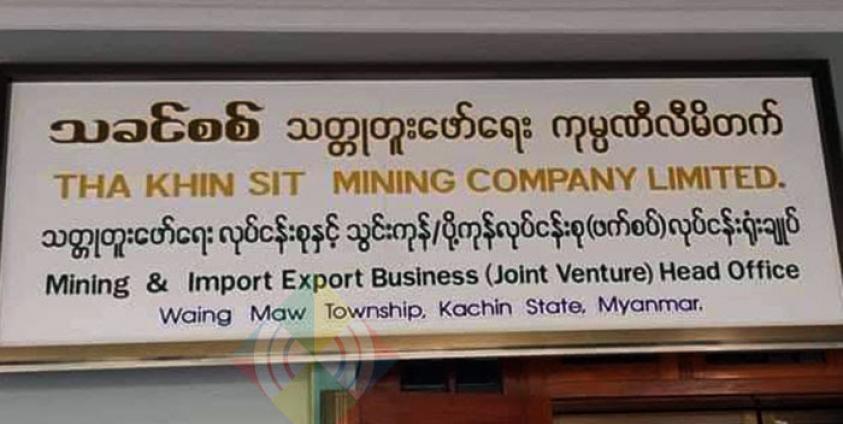 သခင်စစ် သတ္တုတူးဖော်ရေး ကုမ္ပဏီလီမိတက်
THA KHIN SIT MINING COMPANY LIMITED.
သတ္တုတူးဖော်ရေး လုပ်ငန်းစုနှင့် သွင်းကုန်/ပို့ကုန်လုပ်ငန်းစု(ဖက်စပ်)လုပ်ငန်းရုံးချုပ်
Mining & Import Export Business (Joint Venture) Head Office
Waing Maw Township, Kachin State, Myanmar.